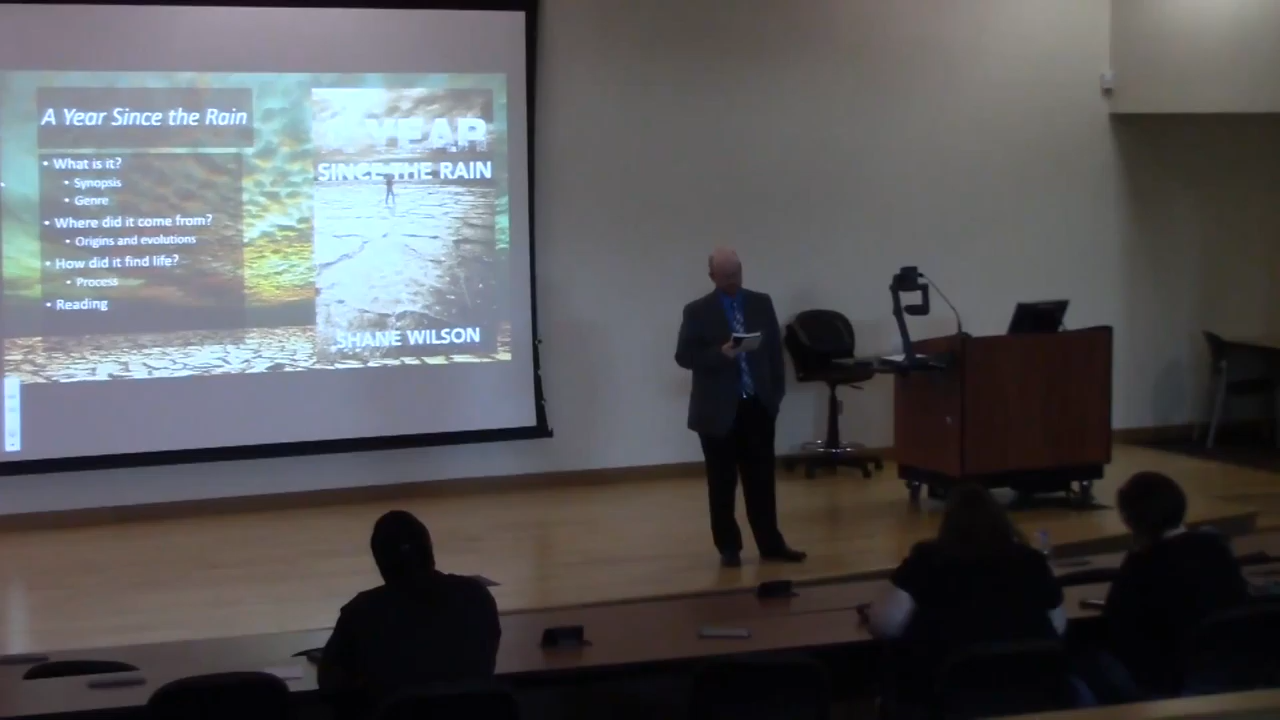 A Year Since the Rain
• What is it?
• Synopsis
• Genre
• Where did it come from?
• Origins and evolutions
• How did it find life?
• Process
• Reading
YEAR
SINCE THE RAIN
SHANE WILSON